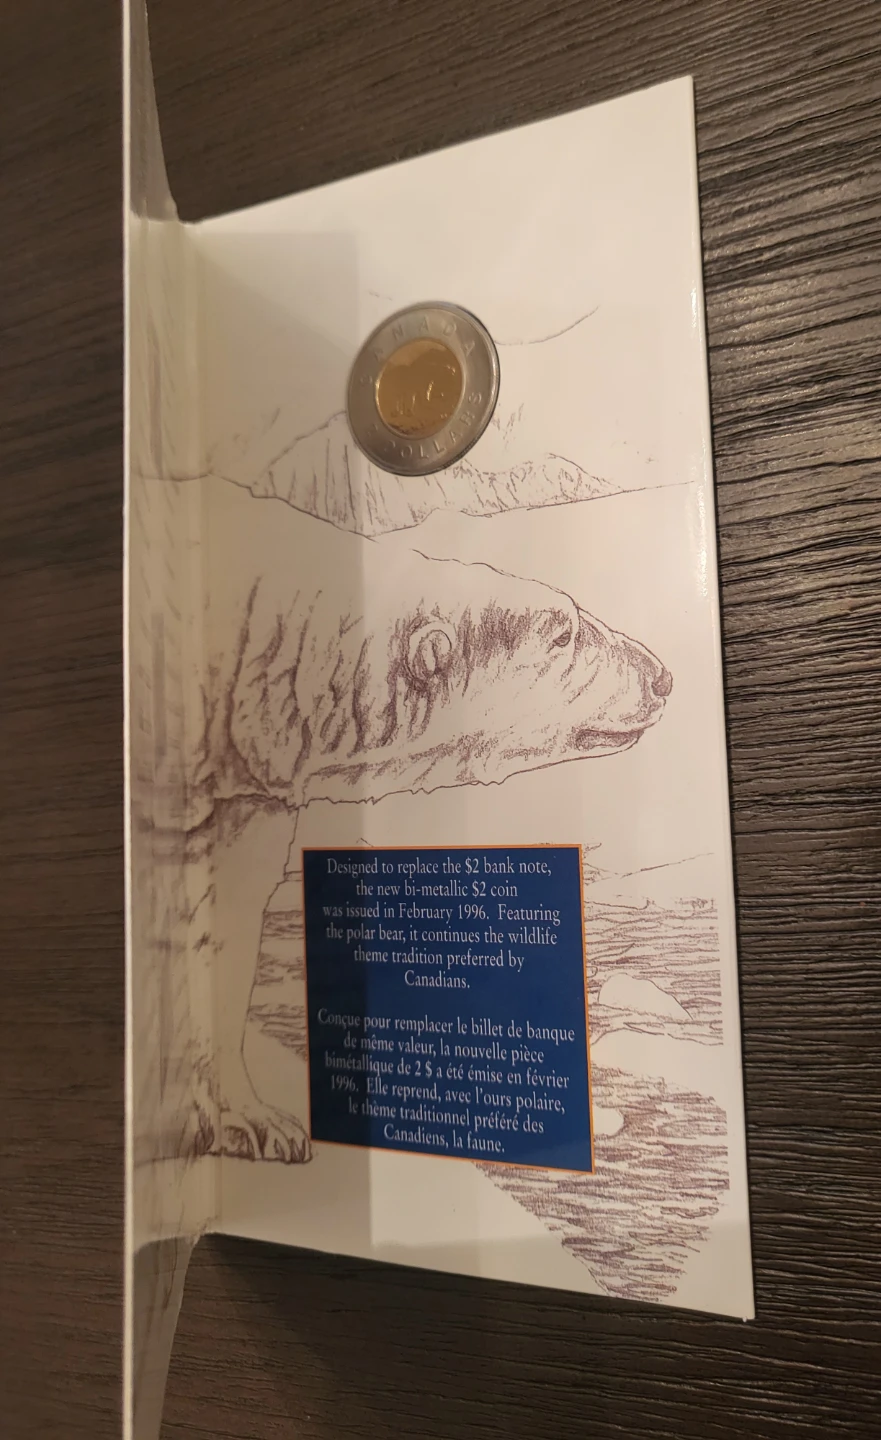 CANADA
DOLLARS
Designed to replace the $2 bank note,
the new bi-metallic $2 coin
was issued in February 1996. Featuring
the polar bear, it continues the wildlife
theme tradition preferred by
Canadians.
Conçue pour remplacer le billet de banque
de même valeur, la nouvelle pièce
bimétallique de 2 $ a été émise en février
1996. Elle reprend, avec l'ours polaire,
le thème traditionnel préféré des
Canadiens, la faune.